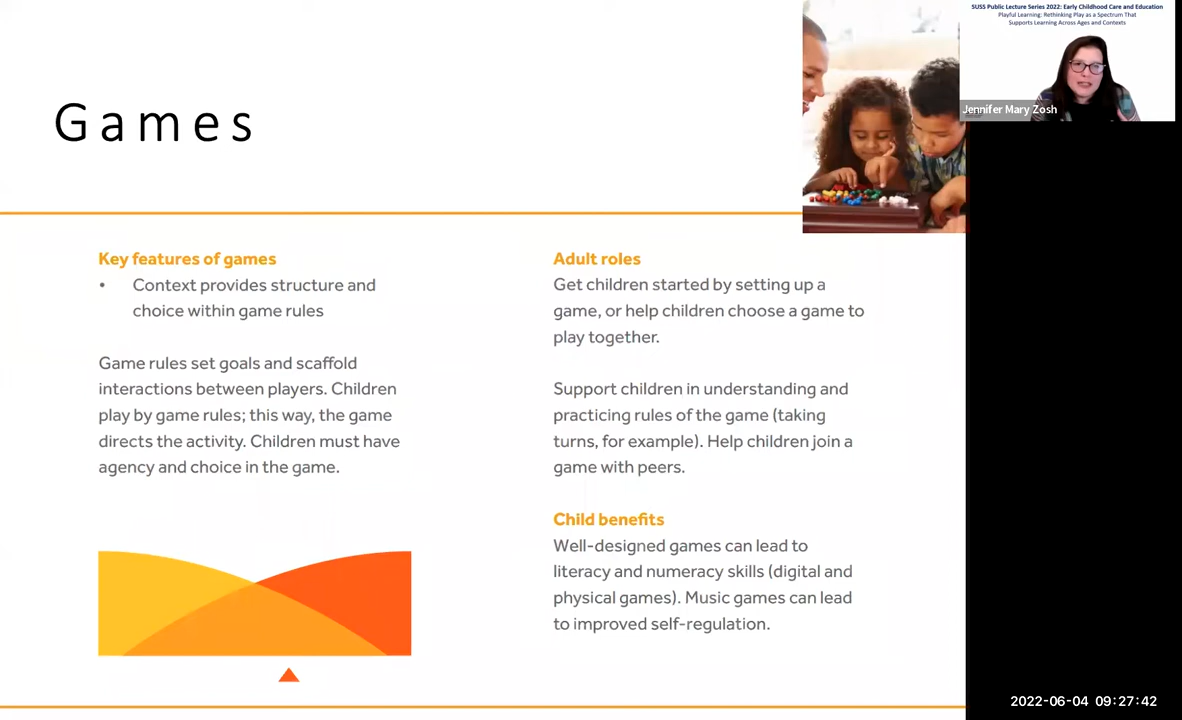 SUSS Public Lecture Series 2022: Early Childhood Care and Education
Playful Learning: Rethinking Play as a Spectrum That
Supports Learning Across Ages and Contexts
Jennifer Mary Zosh
Games
Key features of games
• Context provides structure and
choice within game rules
Game rules set goals and scaffold
interactions between players. Children
play by game rules; this way, the game
directs the activity. Children must have
agency and choice in the game.
Adult roles
Get children started by setting up a
game, or help children choose a game to
play together.
Support children in understanding and
practicing rules of the game (taking
turns, for example). Help children join a
game with peers.
Child benefits
Well-designed games can lead to
literacy and numeracy skills (digital and
physical games). Music games can lead
to improved self-regulation.
2022-06-04 09:27:42